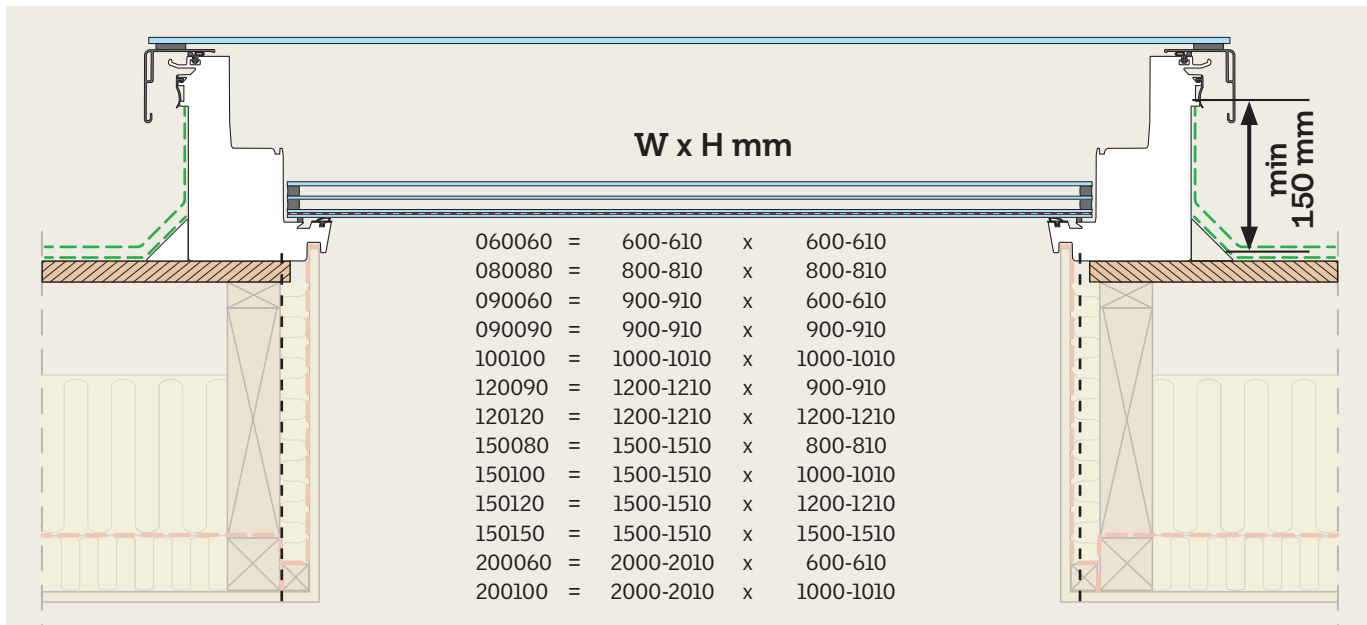 W x H mm
min
150 mm
060060 = 600-610 x 600-610
080080 = 800-810 x 800-810
090060 = 900-910 x 600-610
090090 = 900-910 x 900-910
100100 = 1000-1010 x 1000-1010
120090 = 1200-1210 x 900-910
120120 = 1200-1210 x 1200-1210
150080 = 1500-1510 x 800-810
150100 = 1500-1510 x 1000-1010
150120 = 1500-1510 x 1200-1210
150150 = 1500-1510 x 1500-1510
200060 = 2000-2010 x 600-610
200100 = 2000-2010 x 1000-1010